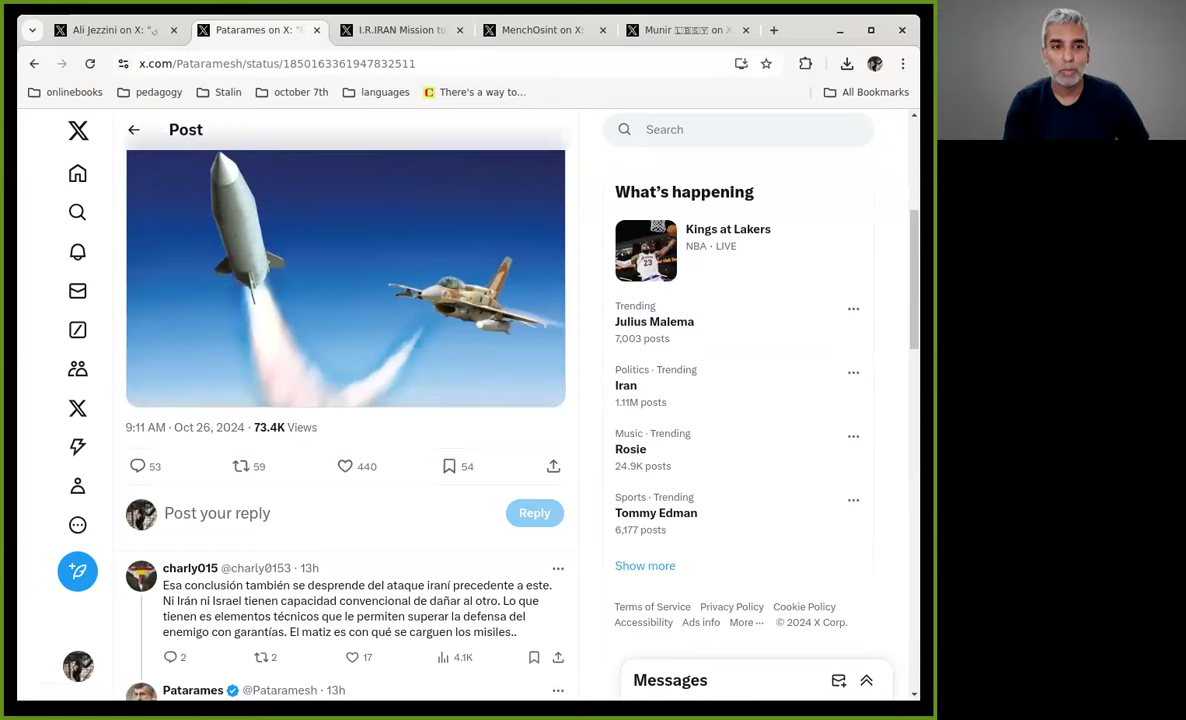 Ali Jezzini on X: "
Patarames on X: "
I.R.IRAN Mission to
MenchOsint on X:
Munir on X
x.com/Pataramesh/status/1850163361947832511
onlinebooks
pedagogy
Stalin
october 7th
languages
There's a way to...
All Bookmarks
Post
Search
What's happening
Kings at Lakers
NBA · LIVE
Trending
Julius Malema
7,003 posts
Politics · Trending
Iran
1.11M posts
Music · Trending
Rosie
24.9K posts
Sports · Trending
Tommy Edman
6,177 posts
Show more
Terms of Service Privacy Policy Cookie Policy
Accessibility Ads info More ··· © 2024 X Corp.
Messages
9:11 AM · Oct 26, 2024 · 73.4K Views
53 59 440 54
Post your reply
Reply
charly015 @charly0153 · 13h
Esa conclusión también se desprende del ataque iraní precedente a este.
Ni Irán ni Israel tienen capacidad convencional de dañar al otro. Lo que
tienen es elementos técnicos que le permiten superar la defensa del
enemigo con garantías. El matiz es con qué se carguen los misiles..
2 2 17 4.1K
Patarames @Pataramesh · 13h